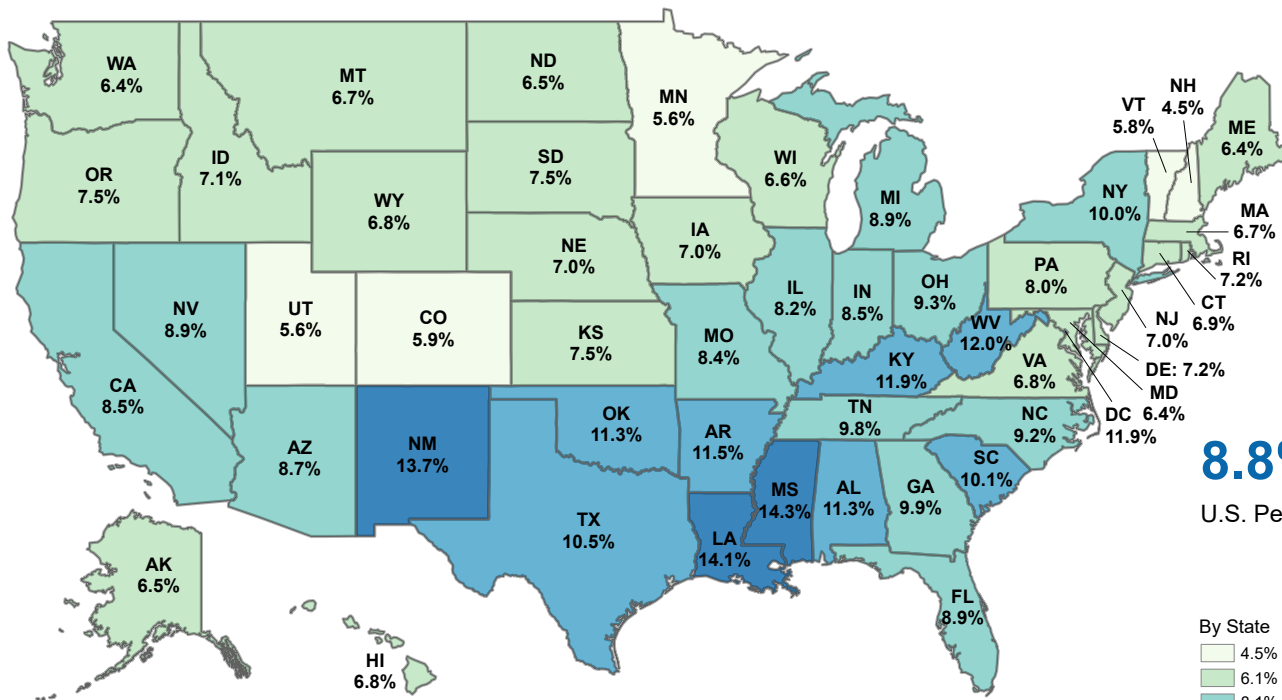 WA
6.4%
MT
6.7%
ND
6.5%
MN
5.6%
VT
5.8%
NH
4.5%
ME
6.4%
OR
7.5%
ID
7.1%
WY
6.8%
SD
7.5%
WI
6.6%
MI
8.9%
NY
10.0%
MA
6.7%
RI
7.2%
CT
6.9%
NJ
7.0%
DE: 7.2%
MD
6.4%
DC
11.9%
NE
7.0%
IA
7.0%
IL
8.2%
IN
8.5%
OH
9.3%
PA
8.0%
NV
8.9%
UT
5.6%
CO
5.9%
KS
7.5%
MO
8.4%
KY
11.9%
WV
12.0%
VA
6.8%
CA
8.5%
AZ
8.7%
NM
13.7%
OK
11.3%
AR
11.5%
TN
9.8%
NC
9.2%
SC
10.1%
TX
10.5%
LA
14.1%
MS
14.3%
AL
11.3%
GA
9.9%
FL
8.9%
AK
6.5%
HI
6.8%
8.8%
U.S. Pe
By State
4.5%
6.1%